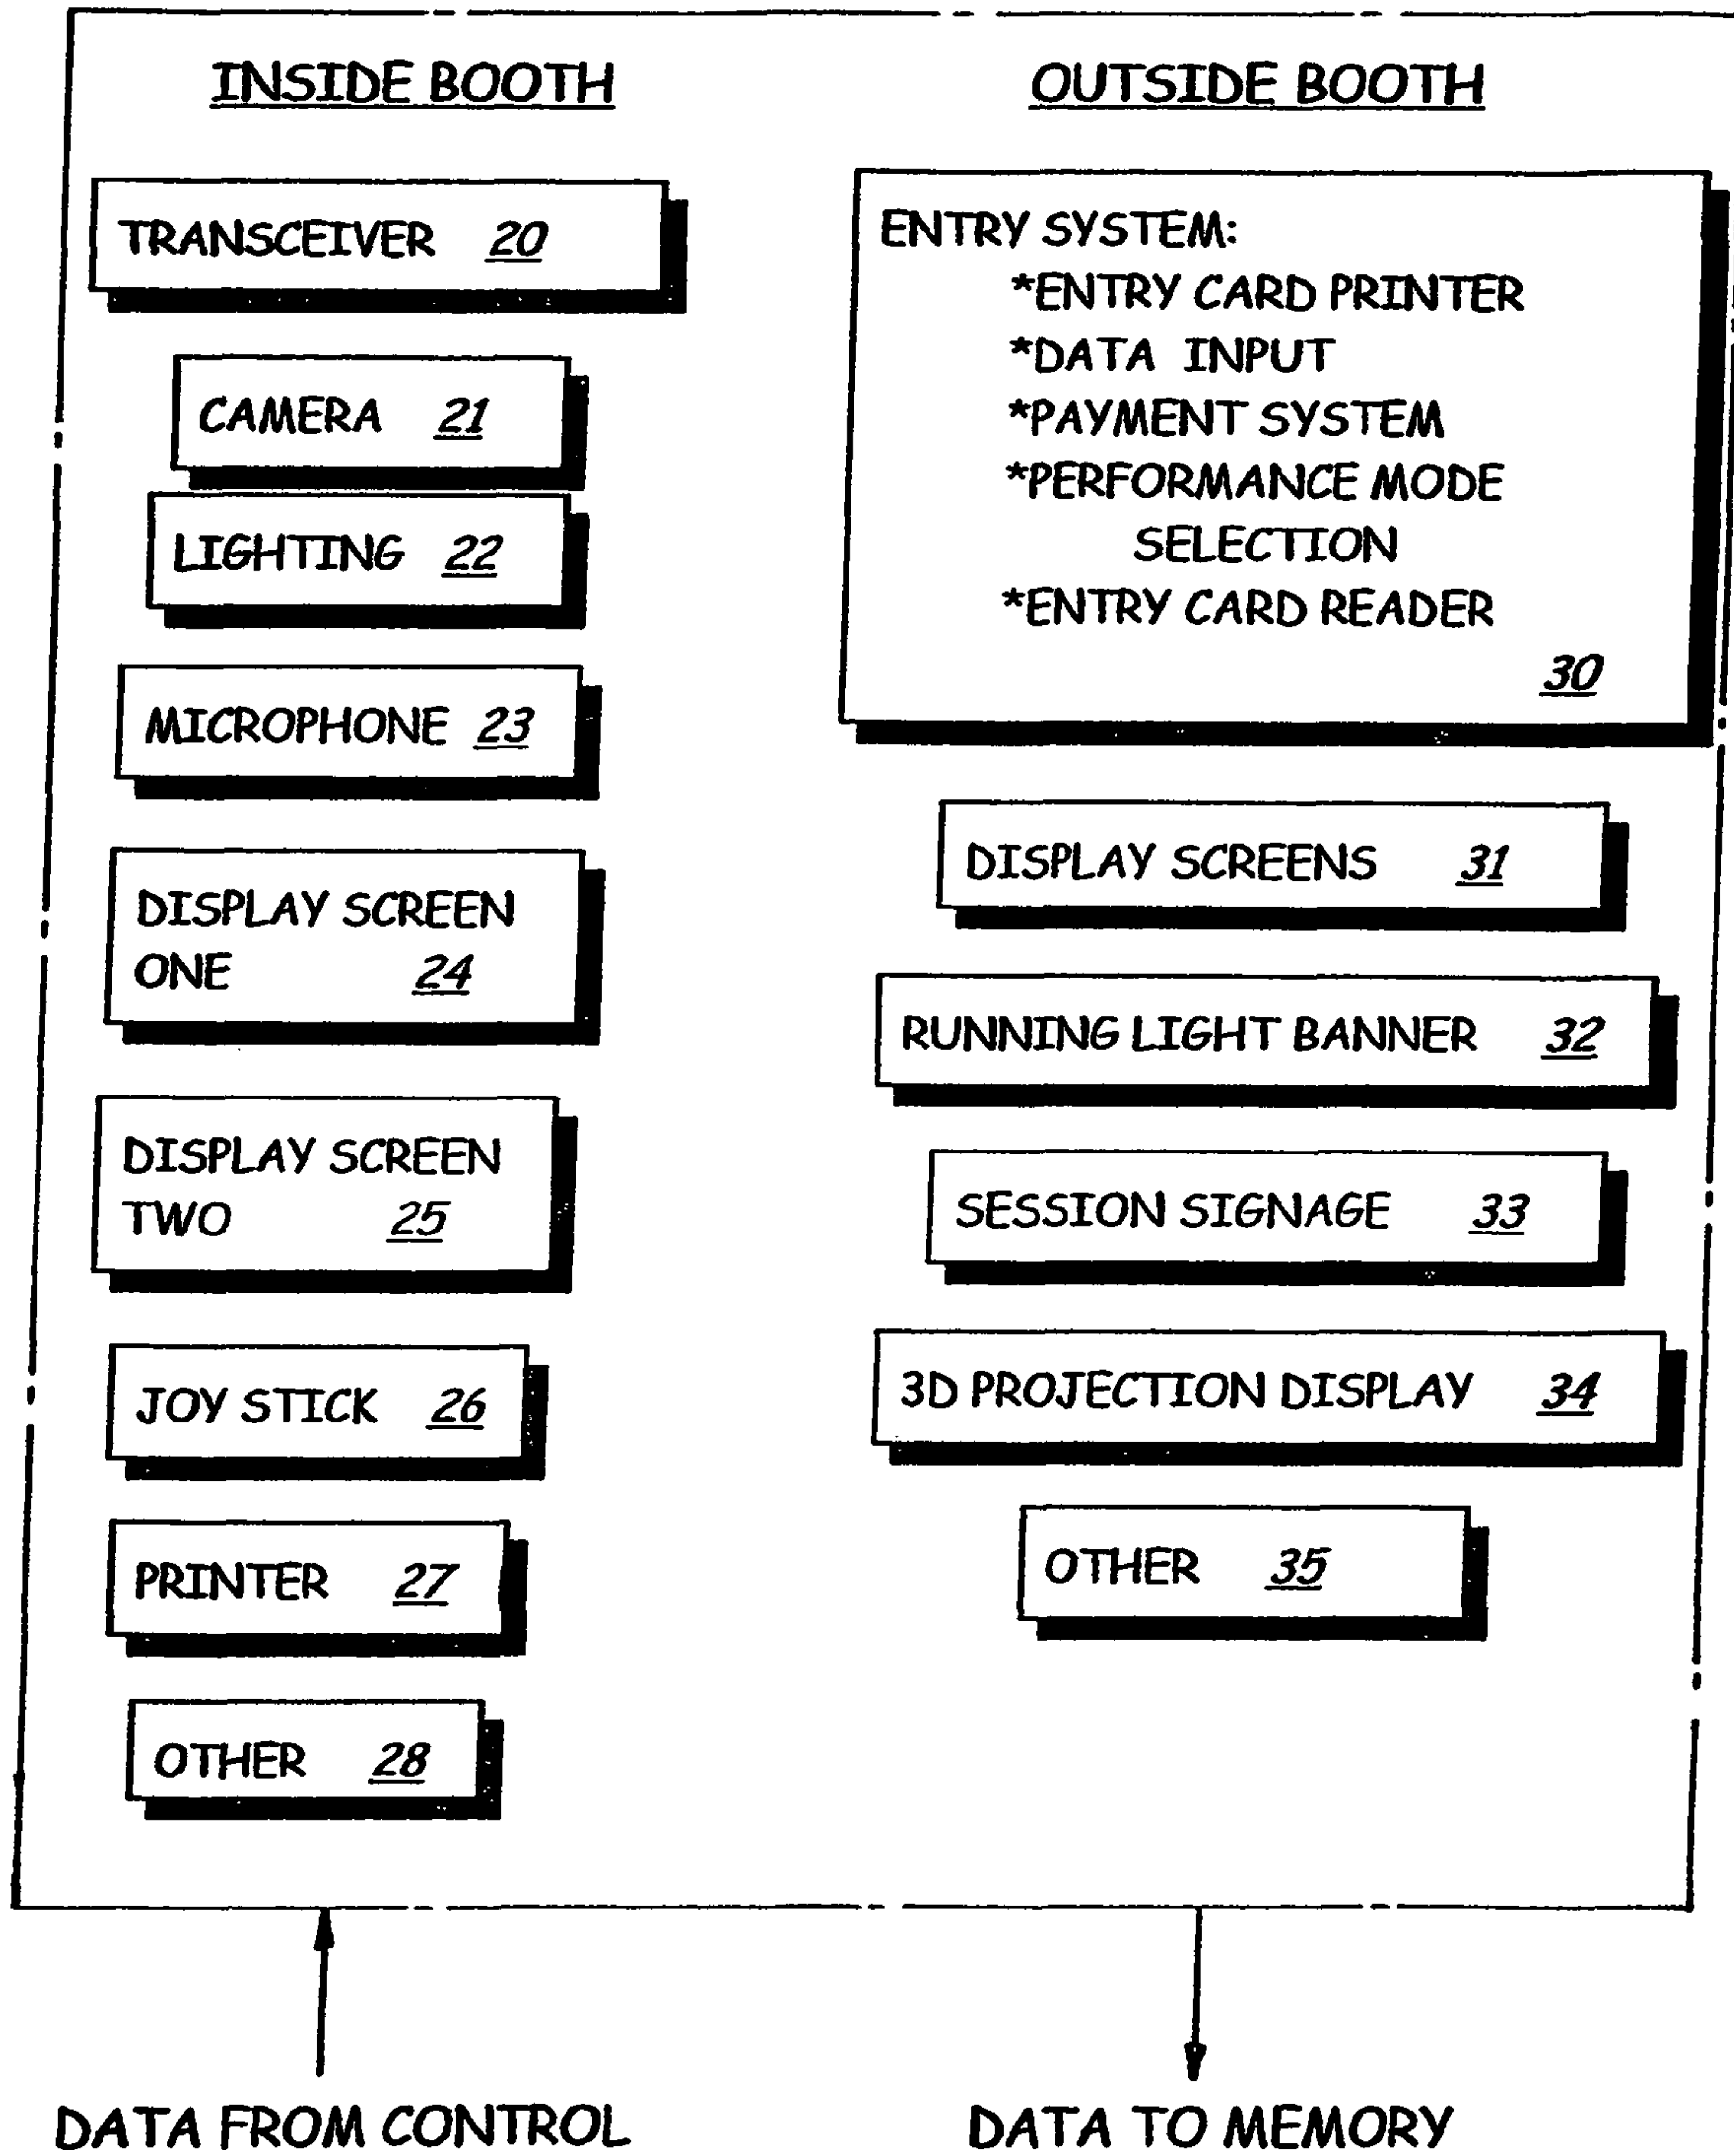 INSIDE BOOTH
TRANSCEIVER 20
CAMERA 21
LIGHTING 22
MICROPHONE 23
DISPLAY SCREEN
ONE 24
DISPLAY SCREEN
TWO 25
JOY STICK 26
PRINTER 27
OTHER 28
OUTSIDE BOOTH
ENTRY SYSTEM:
*ENTRY CARD PRINTER
*DATA INPUT
*PAYMENT SYSTEM
*PERFORMANCE MODE
SELECTION
*ENTRY CARD READER
30
DISPLAY SCREENS 31
RUNNING LIGHT BANNER 32
SESSION SIGNAGE 33
3D PROJECTION DISPLAY 34
OTHER 35
DATA FROM CONTROL
DATA TO MEMORY